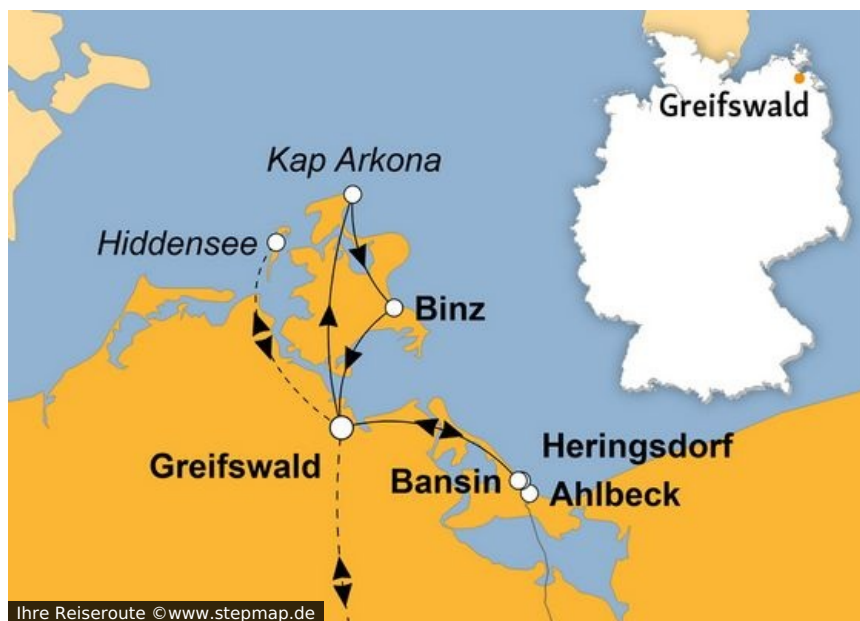 Greifswald
Kap Arkona
Hiddensee
Binz
Greifswald
Heringsdorf
Bansin
Ahlbeck
Ihre Reiseroute ©www.stepmap.de